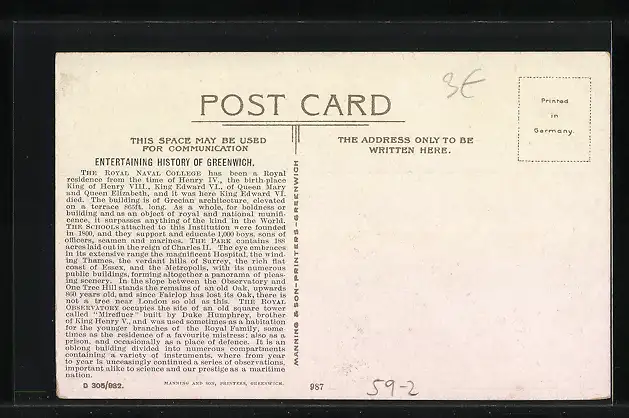 3E
Printed
in
Germany.
POST CARD
THIS SPACE MAY BE USED
FOR COMMUNICATION
THE ADDRESS ONLY TO BE
WRITTEN HERE.
ENTERTAINING HISTORY OF GREENWICH.
THE ROYAL NAVAL COLLEGE has been a Royal
residence from the time of Henry IV., the birth-place
King of Henry VIII., King Edward VI., of Queen Mary
and Queen Elizabeth, and it was here King Edward VI.
died. The building is of Grecian architecture, elevated
on a terrace 865ft. long. As a whole, for boldness or
building and as an object of royal and national munifi-
cence, it surpasses anything of the kind in the World.
THE SCHOOLS attached to this Institution were founded
in 1800, and they support and educate 1,000 boys, sons of
officers, seamen and marines. THE PARK contains 188
acres laid out in the reign of Charles II. The eye embraces
in its extensive range the magnificent Hospital, the wind-
ing Thames, the verdant hills of Surrey, the rich flat
coast of Essex, and the Metropolis, with its numerous
public buildings, forming altogether a panorama of pleas-
ing scenery. In the slope between the Observatory and
One Tree Hill stands the remains of an old Oak, upwards
860 years old, and since Fairlop has lost its Oak, there is
not a tree near London so old as this. THE ROYAL
OBSERVATORY occupies the site of an old square tower
called "Mirefluer" built by Duke Humphrey, brother
of King Henry V., and was used sometimes as a habitation
for the younger branches of the Royal Family, some-
times as the residence of a favourite mistress; also as a
prison, and occasionally as a place of defence. It is an
oblong building divided into numerous compartments
containing a variety of instruments, where from year
to year is unceasingly continued a series of observations,
important alike to science and our prestige as a maritime
nation.
D 305/982.
MANNING AND SON, PRINTERS, GREENWICH.
MANNING & SON-PRINTERS-GREENWICH
987
59-2